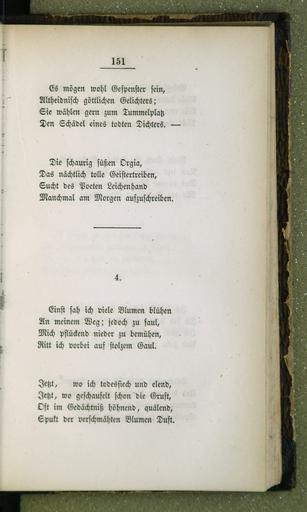 151
Es mögen wohl Gespenster sein,
Altheidnisch göttlichen Gelichters;
Sie wählen gern zum Tummelplatz
Den Schädel eines todten Dichters. —
Die schaurig süßen Orgia,
Das nächtlich tolle Geistertreiben,
Sucht des Poeten Leichenhand
Manchmal am Morgen aufzuschreiben.
4.
Einst sah ich viele Blumen blühen
An meinem Weg; jedoch zu faul,
Mich pflückend nieder zu bemühen,
Ritt ich vorbei auf stolzem Gaul.
Jetzt, wo ich todessiech und elend,
Jetzt, wo geschaufelt schon die Gruft,
Oft im Gedächtniß höhnend, quälend,
Spukt der verschmähten Blumen Duft.